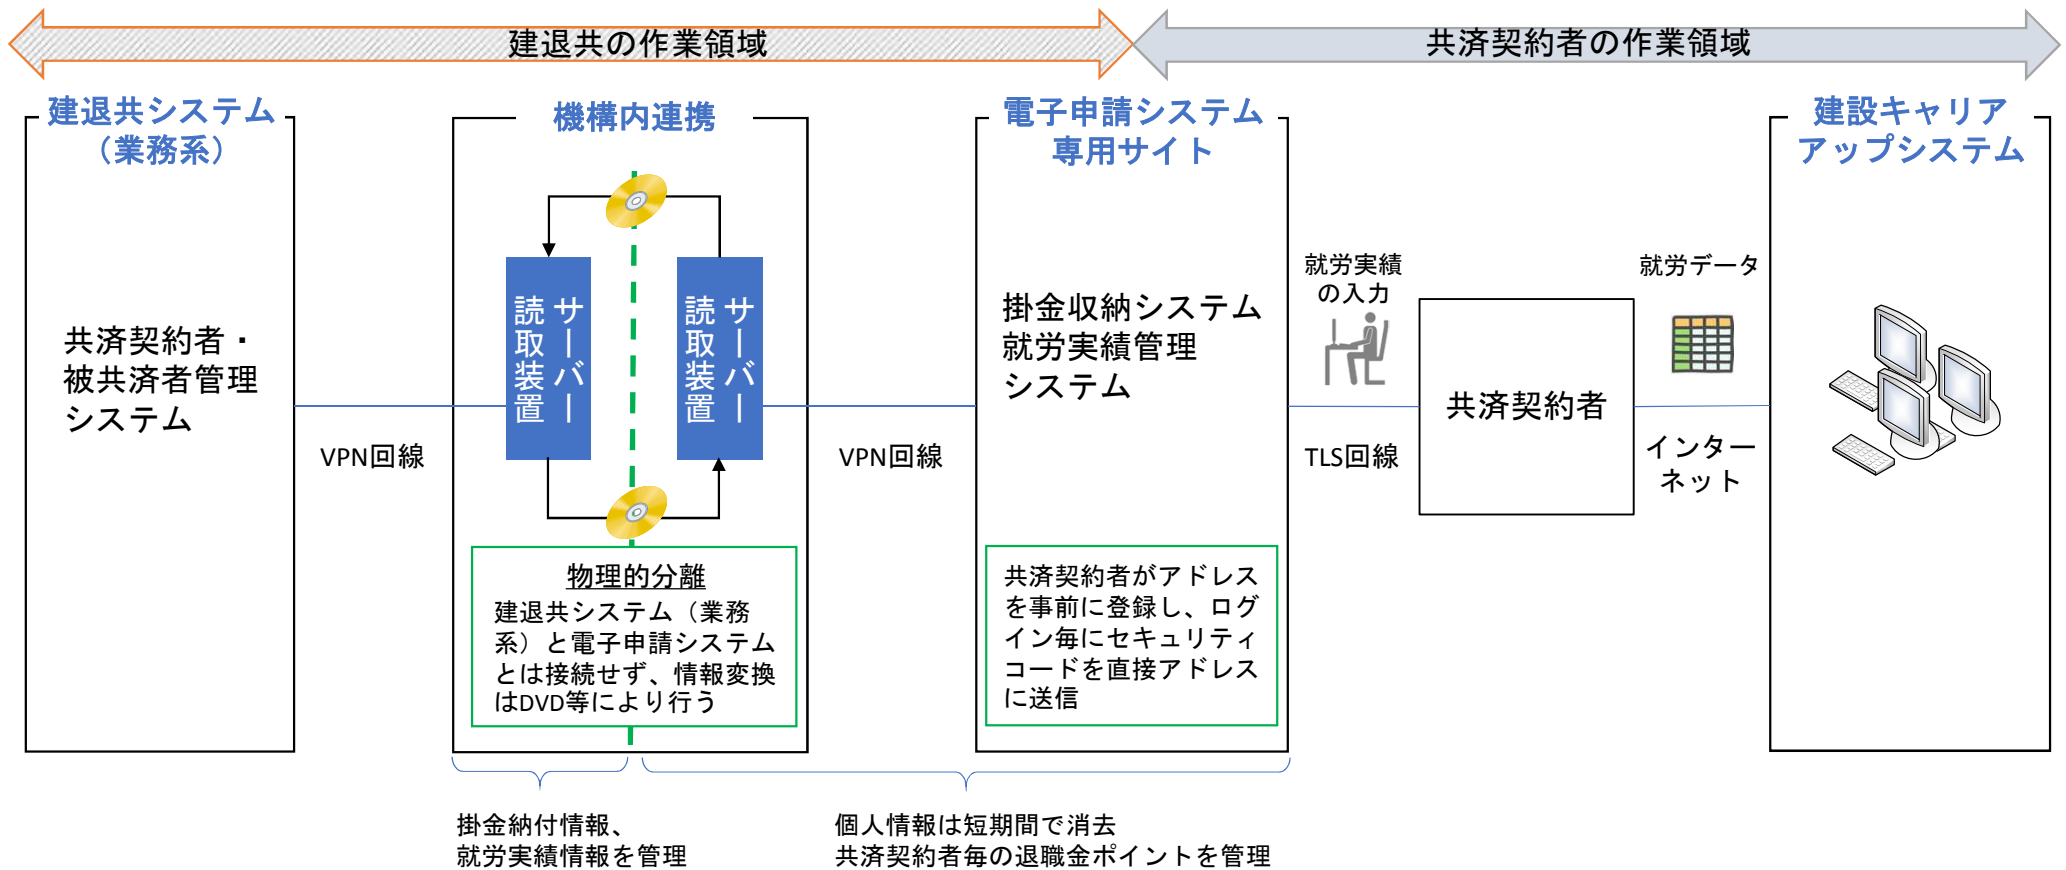 建退共の作業領域
共済契約者の作業領域
建退共システム
（業務系）
共済契約者・
被共済者管理
システム
VPN回線
機構内連携
サーバー
読取装置
サーバー
読取装置
物理的分離
建退共システム（業務
系）と電子申請システム
とは接続せず、情報変換
はDVD等により行う
VPN回線
電子申請システム
専用サイト
掛金収納システム
就労実績管理
システム
共済契約者がアドレス
を事前に登録し、ログ
イン毎にセキュリティ
コードを直接アドレス
に送信
就労実績
の入力
TLS回線
共済契約者
就労データ
インター
ネット
建設キャリア
アップシステム
掛金納付情報、
就労実績情報を管理
個人情報は短期間で消去
共済契約者毎の退職金ポイントを管理